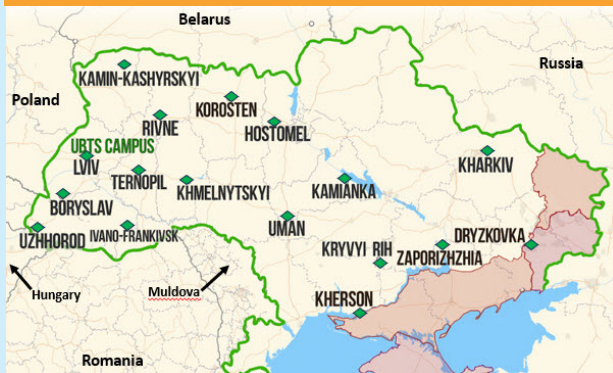 Belarus
Russia
KAMIN-KASHYRSKYI
Poland
KOROSTEN
RIVNE
HOSTOMEL
UBTS CAMPUS
LVIV
KHARKIV
TERNOPIL
KHMELNYTSKYI
KAMIANKA
BORYSLAV
UMAN
IVANO-FRANKIVSK
UZHHOROD
DRYZKOVKA
KRYVYI RIH
ZAPORIZHZHIA
Hungary
Muldova
KHERSON
Romania